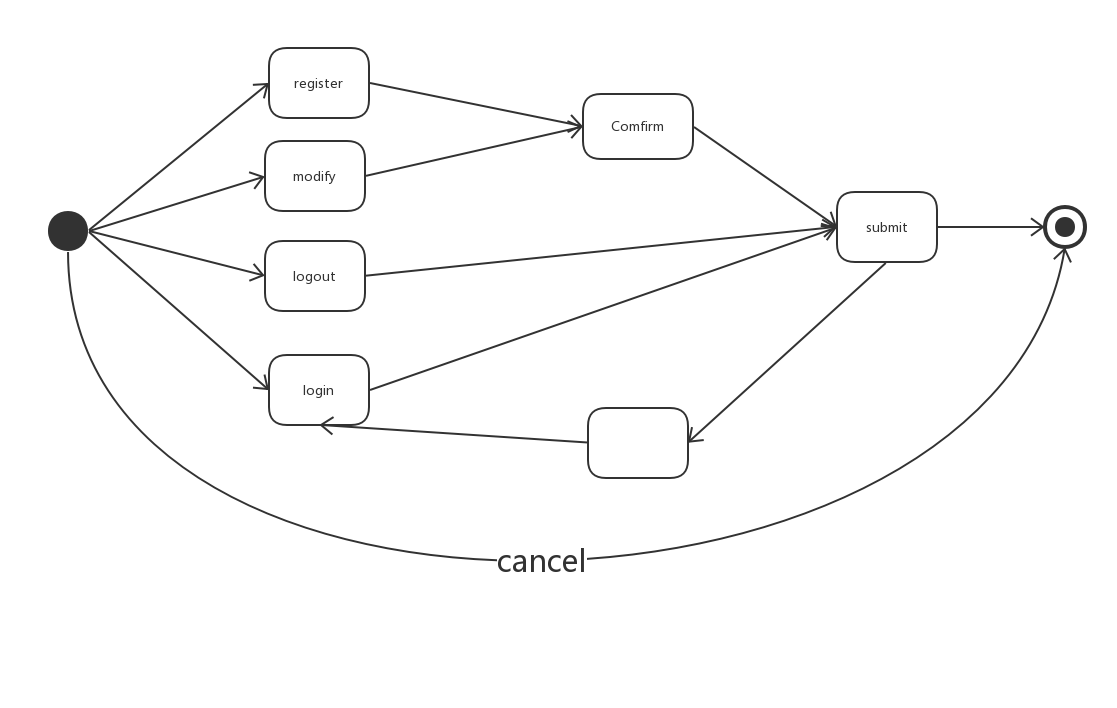 register
Comfirm
modify
submit
logout
login
cancel